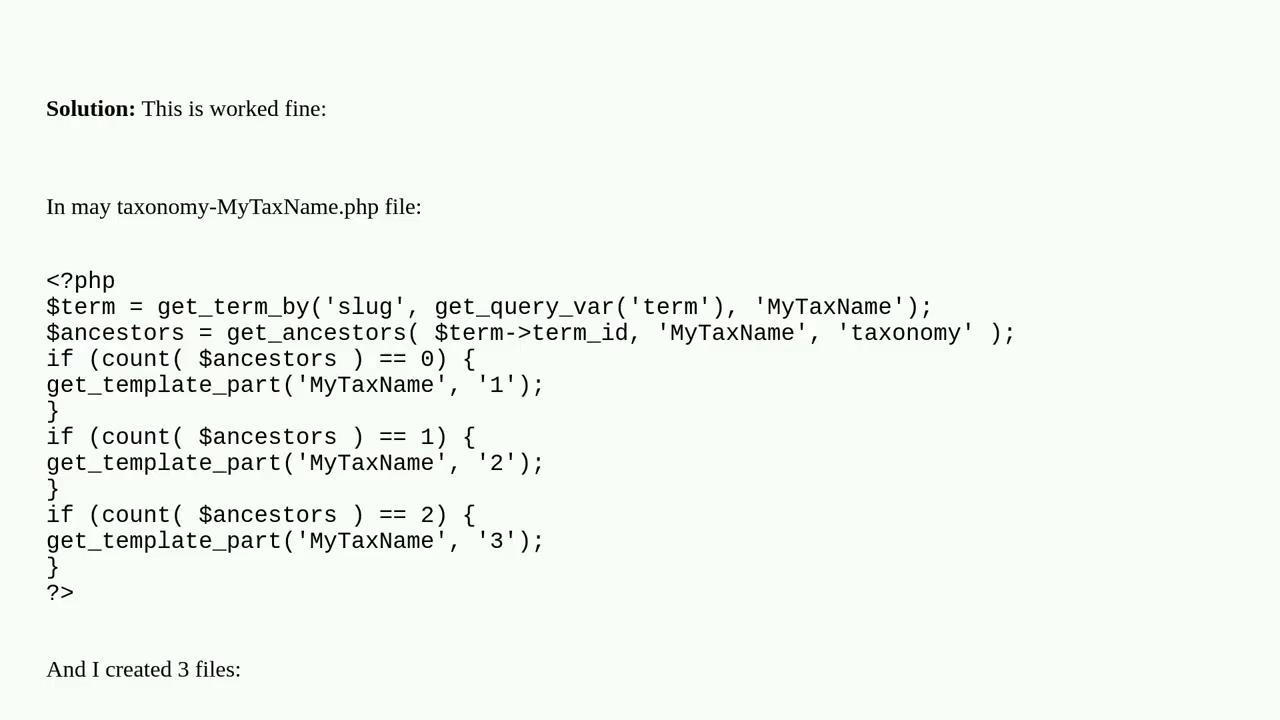 Solution: This is worked fine:
In may taxonomy-MyTaxName.php file:
<?php
$term = get_term_by('slug', get_query_var('term'), 'MyTaxName');
$ancestors = get_ancestors( $term->term_id, 'MyTaxName', 'taxonomy' );
if (count( $ancestors ) == 0) {
get_template_part('MyTaxName', '1');
}
if (count( $ancestors ) == 1) {
get_template_part('MyTaxName', '2');
}
if (count( $ancestors ) == 2) {
get_template_part('MyTaxName', '3');
}
?>
And I created 3 files: